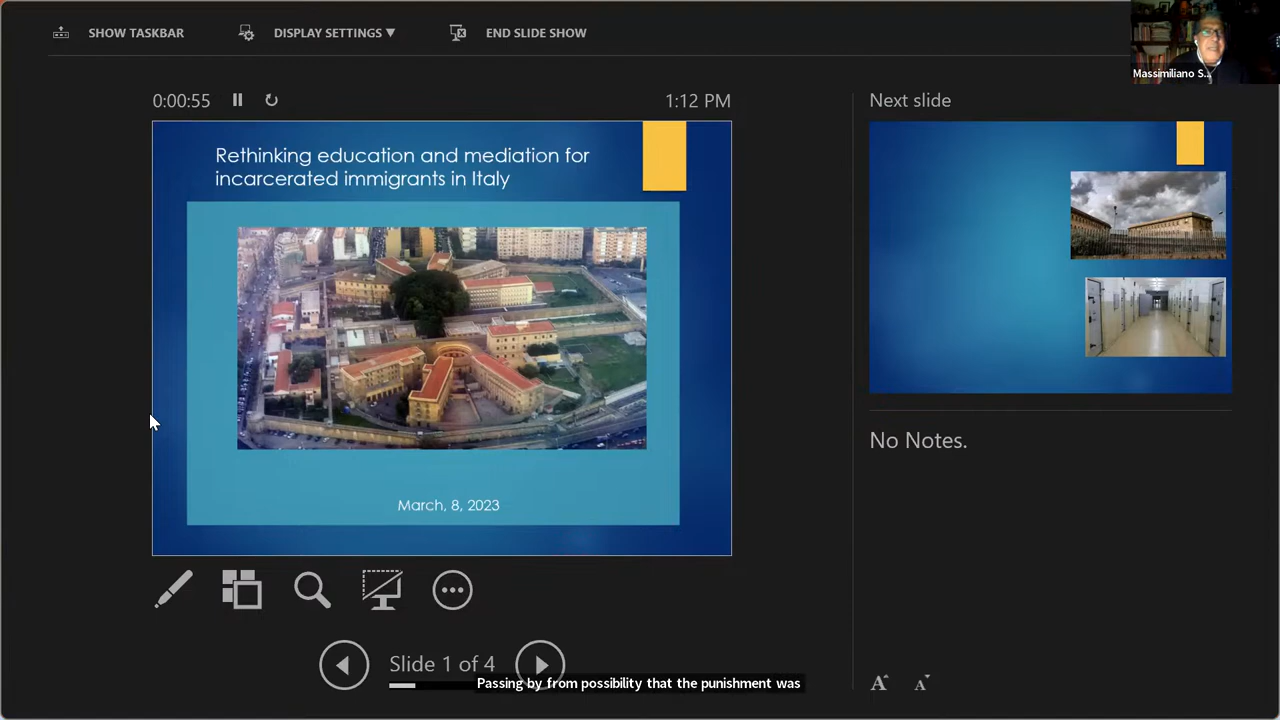 SHOW TASKBAR
DISPLAY SETTINGS ▼
END SLIDE SHOW
Massimiliano S...
0:00:55
1:12 PM
Next slide
Rethinking education and mediation for
incarcerated immigrants in Italy
March, 8, 2023
No Notes.
Slide 1 of 4
Passing by from possibility that the punishment was
A
A